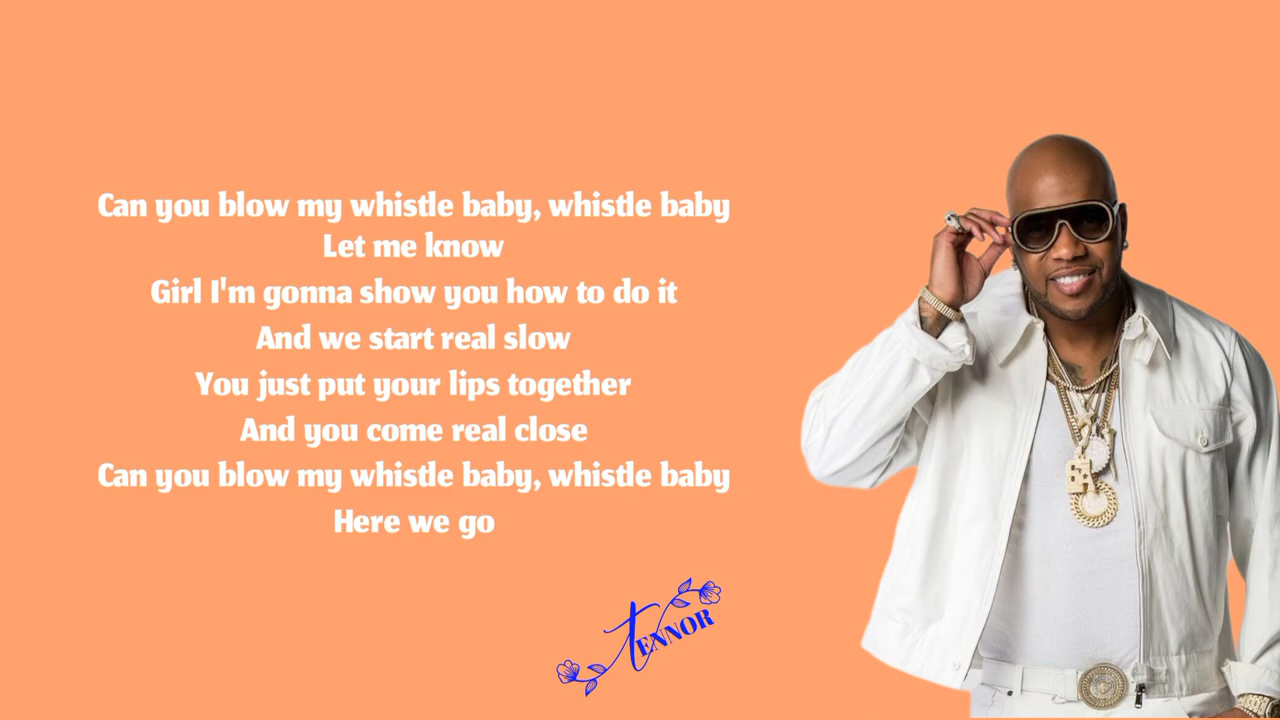 Can you blow my whistle baby, whistle baby
Let me know
Girl I'm gonna show you how to do it
And we start real slow
You just put your lips together
And you come real close
Can you blow my whistle baby, whistle baby
Here we go
tENNOR